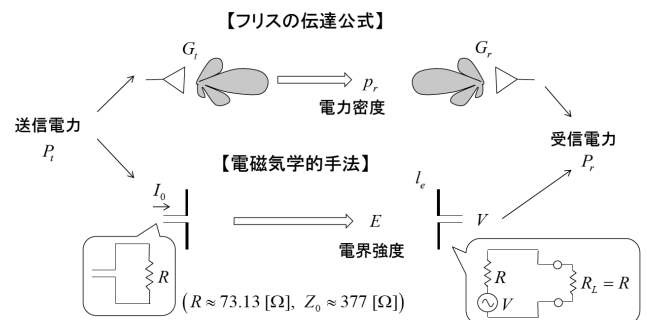 【フリスの伝達公式】
G_t
G_r
p_r
電力密度
送信電力
P_t
受信電力
P_r
【電磁気学的手法】
I_0
l_e
E
V
電界強度
R
(R ≈ 73.13 [Ω], Z_0 ≈ 377 [Ω])
R
V
R_L = R